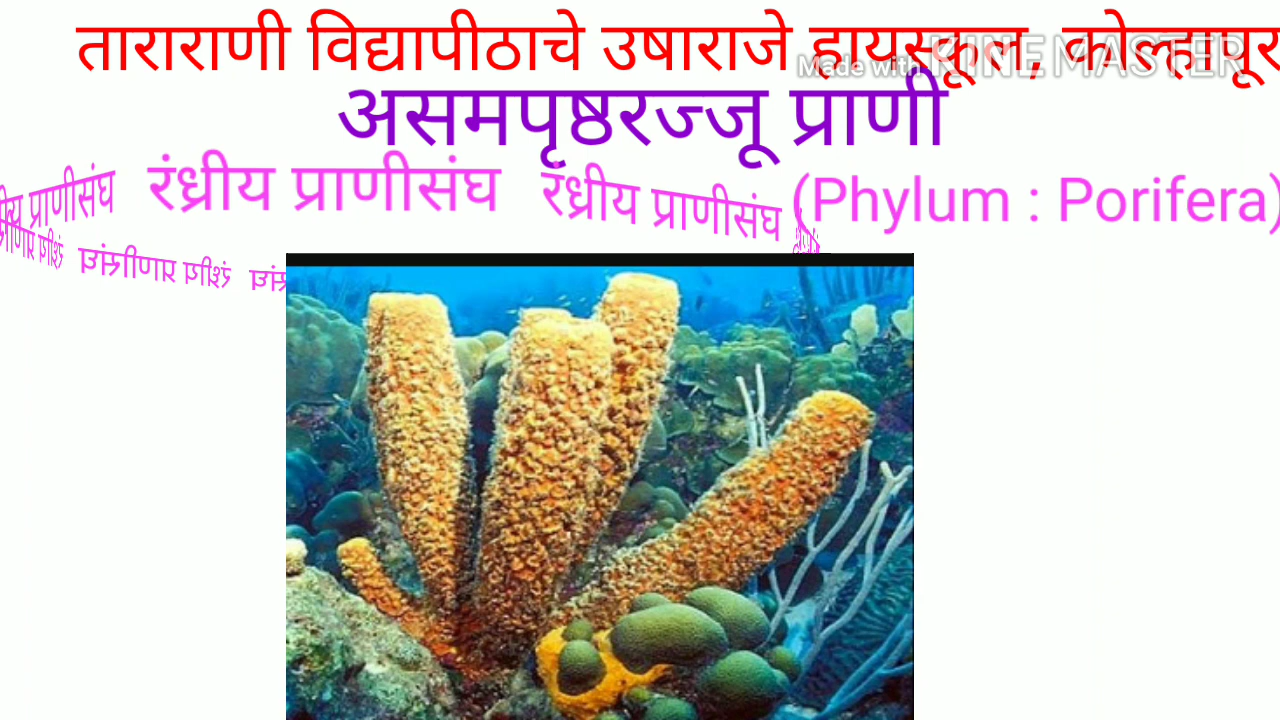 ताराराणी विद्यापीठाचे उषाराजे हायस्कूल, कोल्हापूर
Made with KINEMASTER
असमपृष्ठरज्जू प्राणी
प्राणीसंघ रंध्रीय प्राणीसंघ रंध्रीय प्राणीसंघ (Phylum : Porifera)
रंध्रीय प्राणीसंघ रंध्रीय